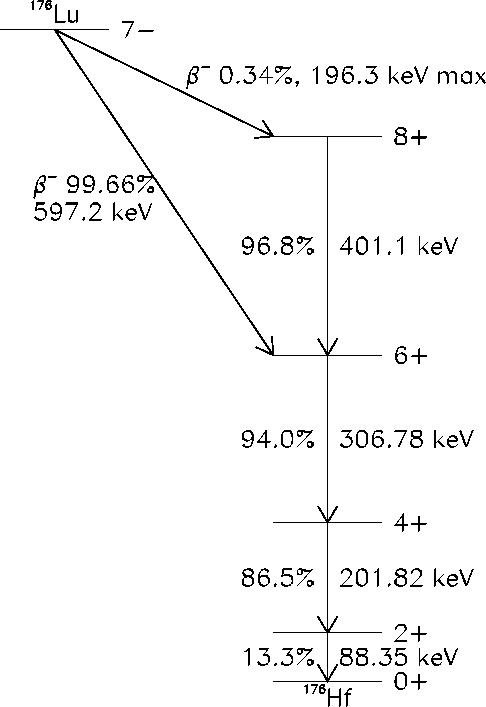 ¹⁷⁶Lu
7−
β⁻ 0.34%, 196.3 keV max
8+
β⁻ 99.66%
597.2 keV
96.8% 401.1 keV
6+
94.0% 306.78 keV
4+
86.5% 201.82 keV
2+
13.3% 88.35 keV
0+
¹⁷⁶Hf